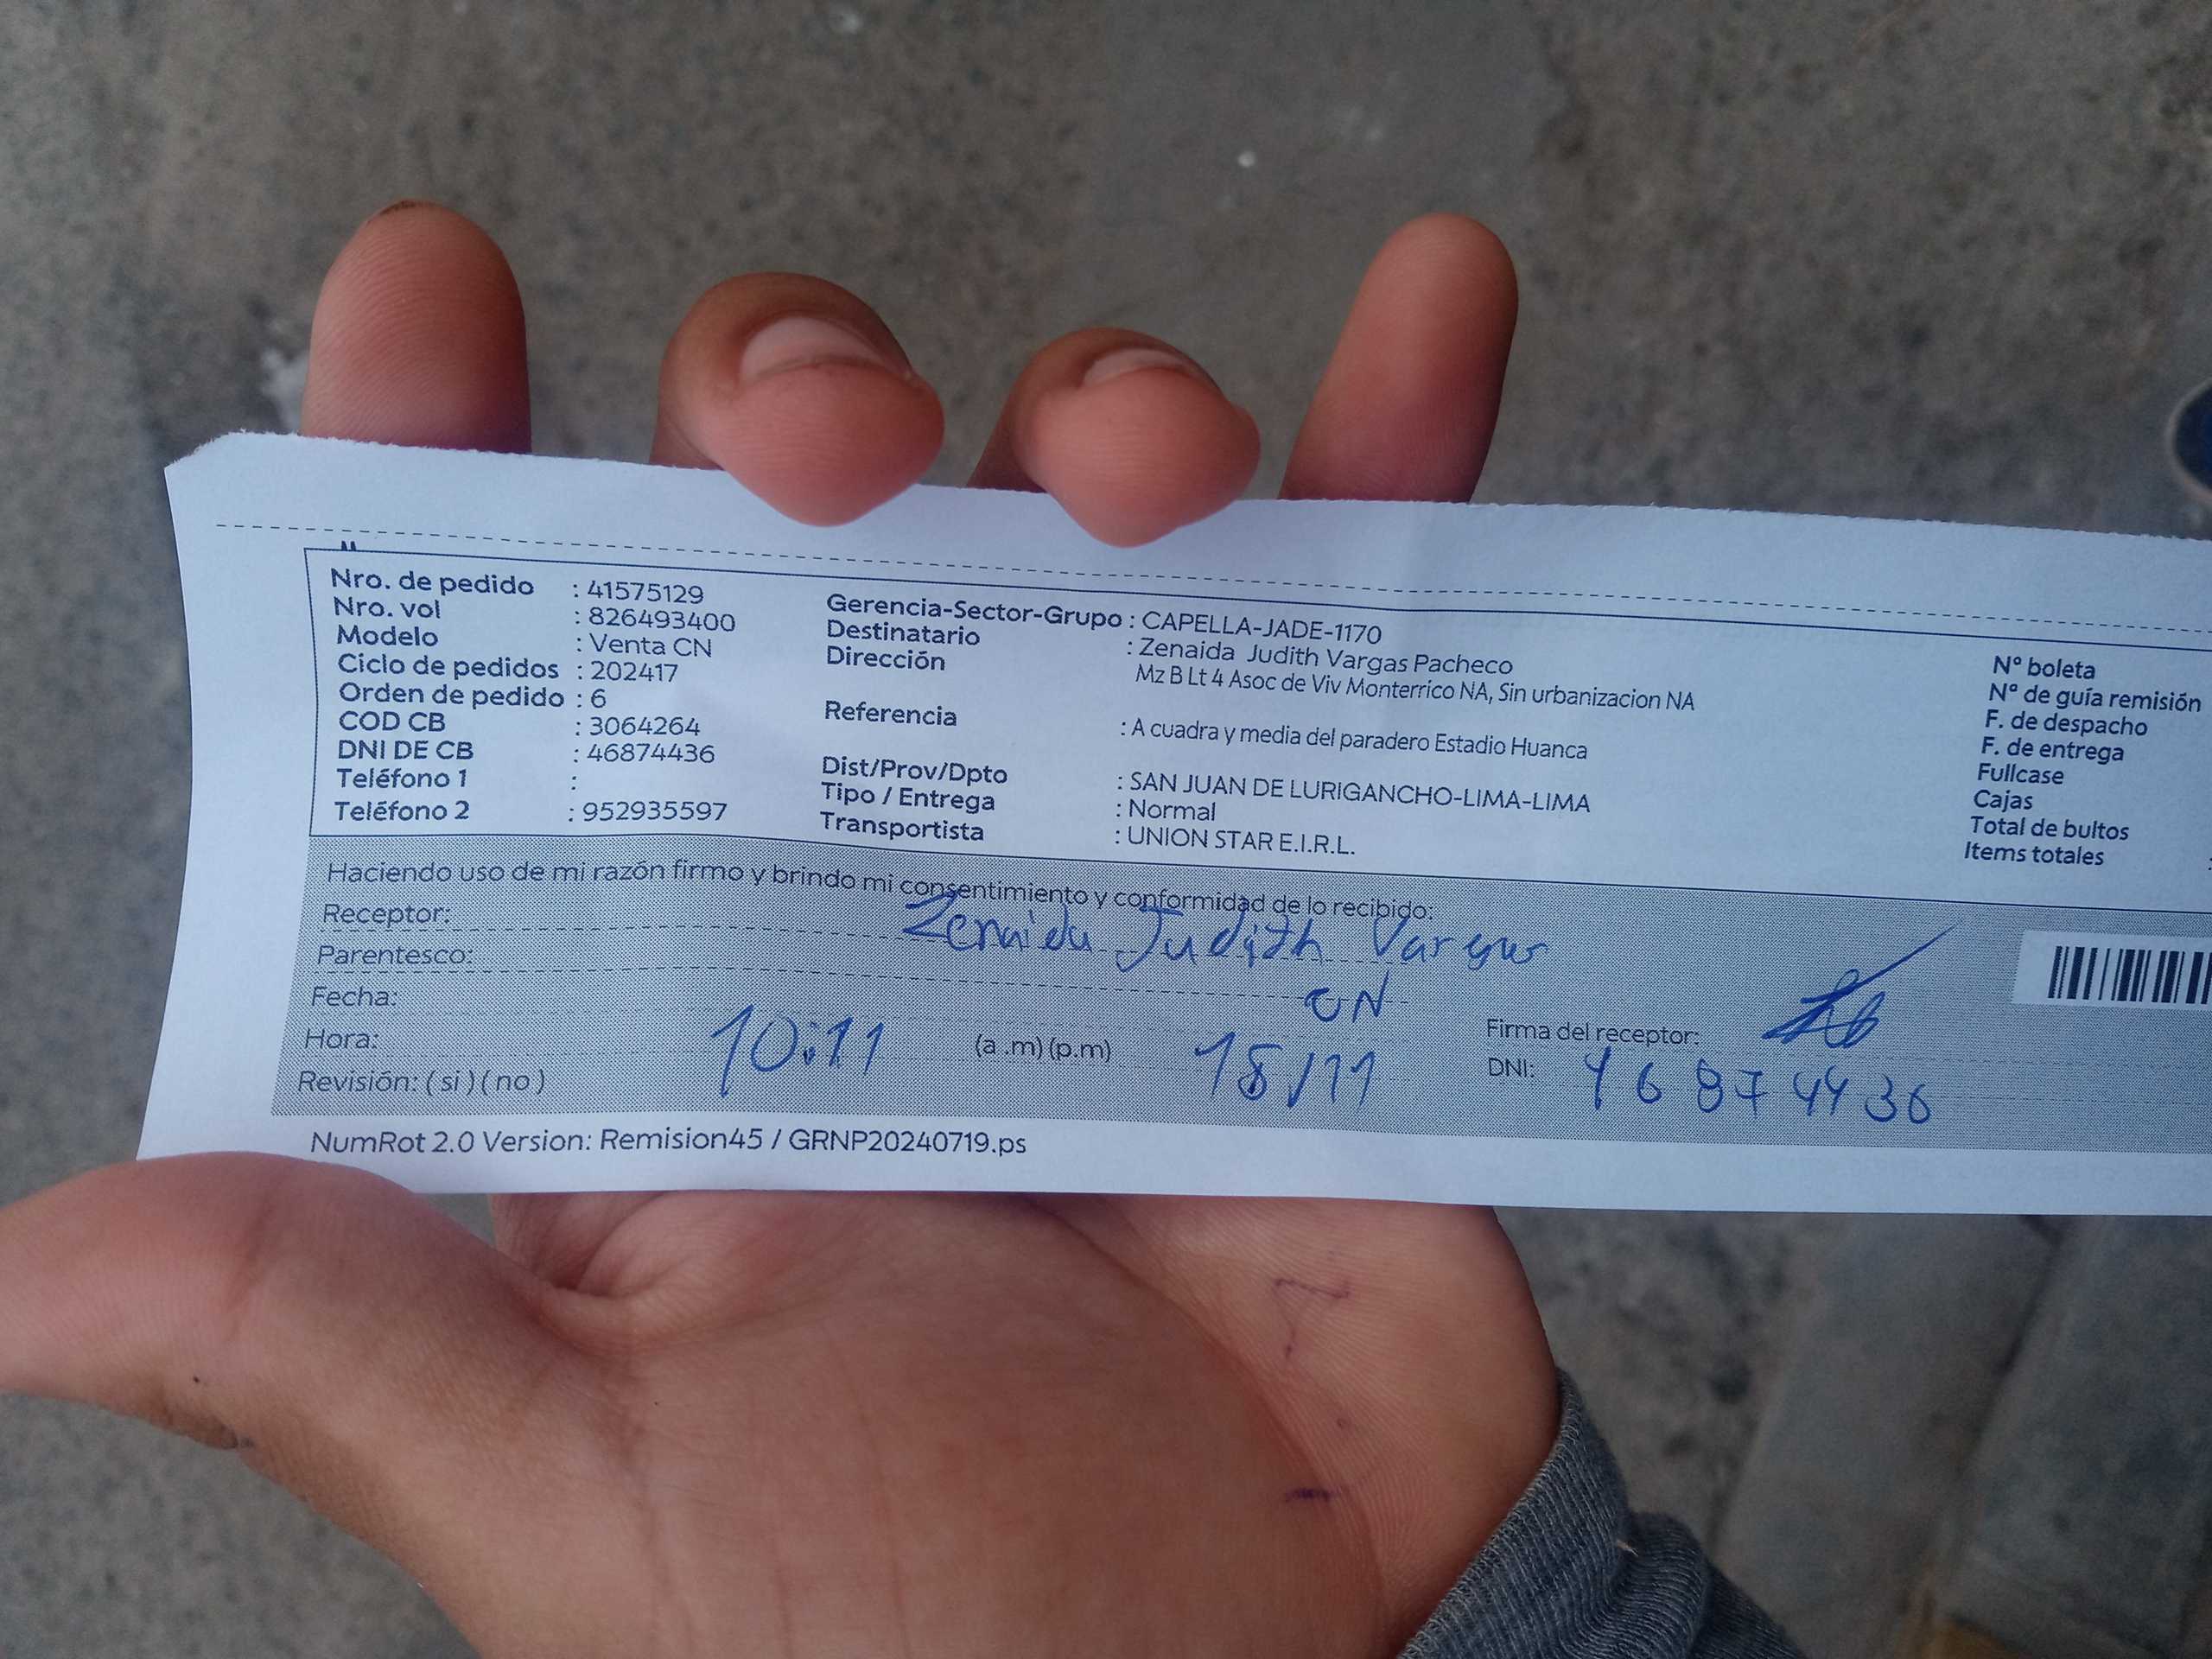 Nro. de pedido : 41575129
Nro. vol : 826493400
Modelo : Venta CN
Ciclo de pedidos : 202417
Orden de pedido : 6
COD CB : 3064264
DNI DE CB : 46874436
Teléfono 1 :
Teléfono 2 : 952935597
Gerencia-Sector-Grupo : CAPELLA-JADE-1170
Destinatario : Zenaida Judith Vargas Pacheco
Dirección Mz B Lt 4 Asoc de Viv Monterrico NA, Sin urbanizacion NA
Referencia : A cuadra y media del paradero Estadio Huanca
Dist/Prov/Dpto : SAN JUAN DE LURIGANCHO-LIMA-LIMA
Tipo / Entrega : Normal
Transportista : UNION STAR E.I.R.L.
N° boleta
N° de guía remisión
F. de despacho
F. de entrega
Fullcase
Cajas
Total de bultos
Items totales :
Haciendo uso de mi razón firmo y brindo mi consentimiento y conformidad de lo recibido:
Receptor: Zenaida Judith Vargas
Parentesco: CN
Fecha: 18/11
Hora: 10:11 (a .m) (p.m)
Revisión: ( si ) ( no )
Firma del receptor:
DNI: 46874436
NumRot 2.0 Version: Remision45 / GRNP20240719.ps